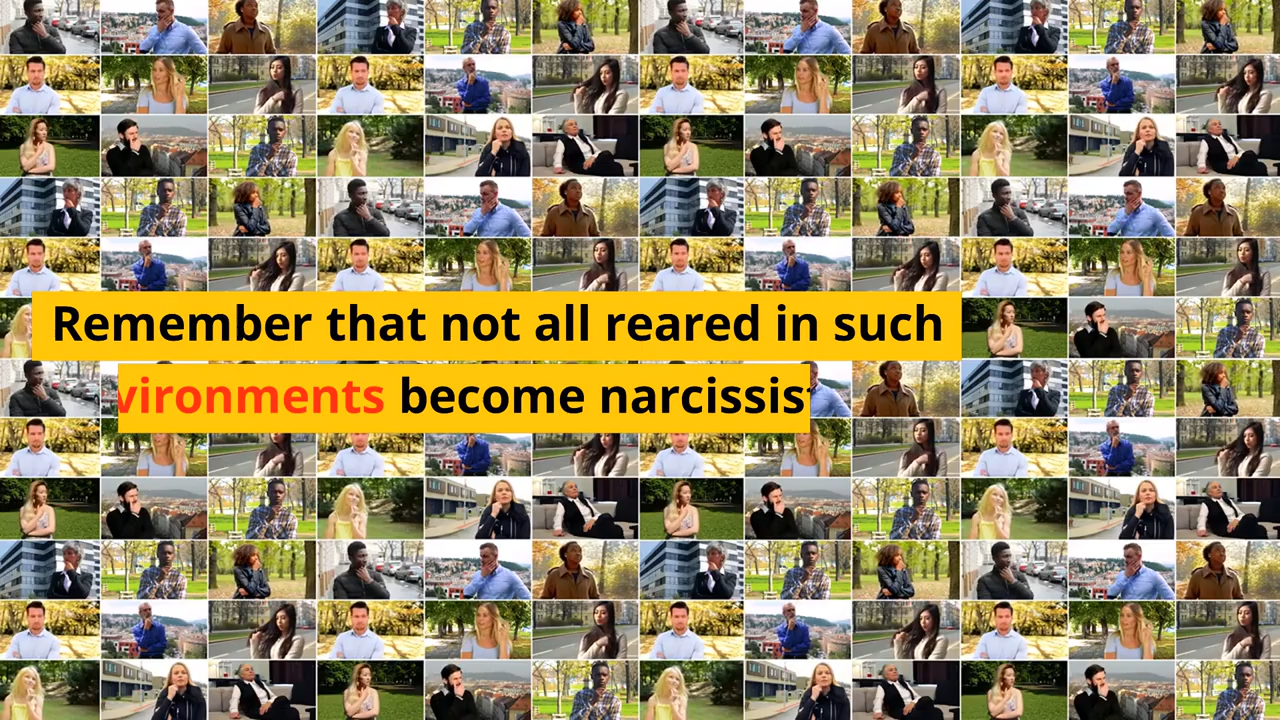 Remember that not all reared in such
vironments become narcissis